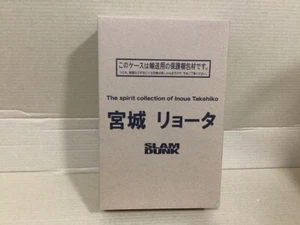 このケースは輸送用の保護梱包材です。
The spirit collection of Inoue Takehiko
宮城 リョータ
SLAM
DUNK